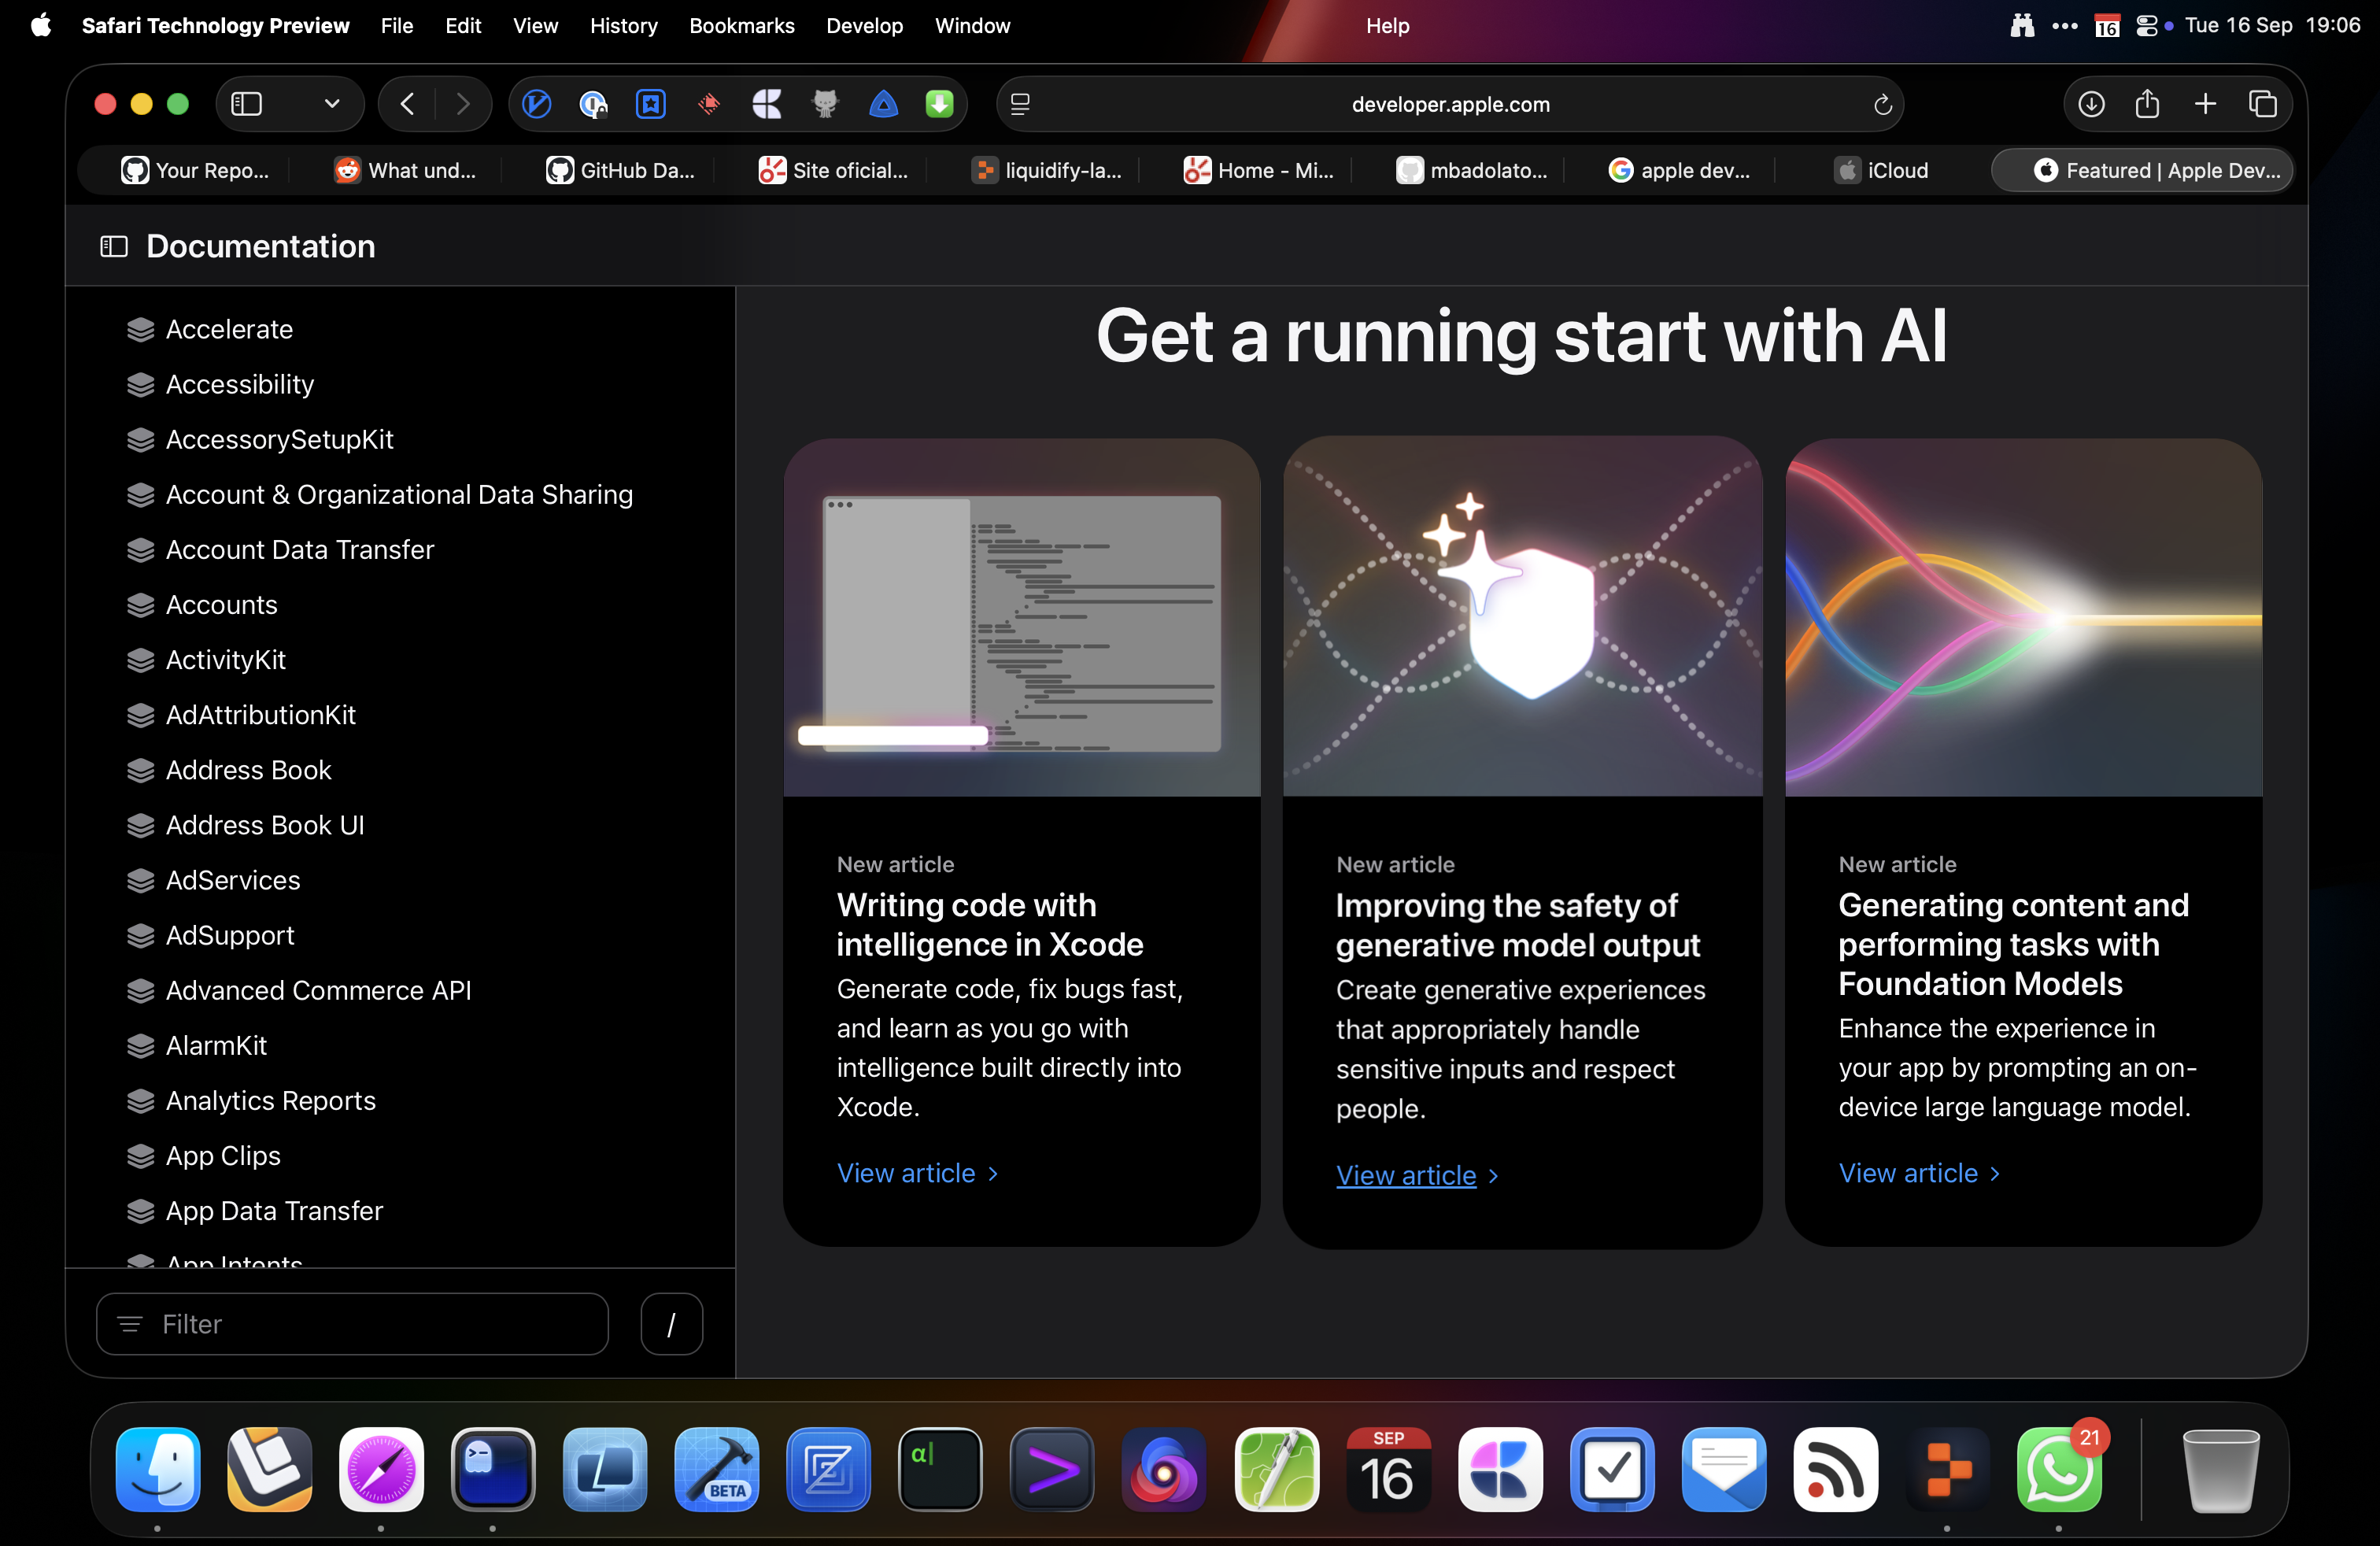 Safari Technology Preview File Edit View History Bookmarks Develop Window Help 16 Tue 16 Sep 19:06
developer.apple.com
Your Repo... What und... GitHub Da... Site oficial... liquidify-la... Home - Mi... mbadolato... apple dev... iCloud Featured | Apple Dev...
Documentation
Accelerate
Accessibility
AccessorySetupKit
Account & Organizational Data Sharing
Account Data Transfer
Accounts
ActivityKit
AdAttributionKit
Address Book
Address Book UI
AdServices
AdSupport
Advanced Commerce API
AlarmKit
Analytics Reports
App Clips
App Data Transfer
App Intents
Filter /
Get a running start with AI
New article
Writing code with
intelligence in Xcode
Generate code, fix bugs fast,
and learn as you go with
intelligence built directly into
Xcode.
View article >
New article
Improving the safety of
generative model output
Create generative experiences
that appropriately handle
sensitive inputs and respect
people.
View article >
New article
Generating content and
performing tasks with
Foundation Models
Enhance the experience in
your app by prompting an on-
device large language model.
View article >
BETA
α|
SEP
16
21